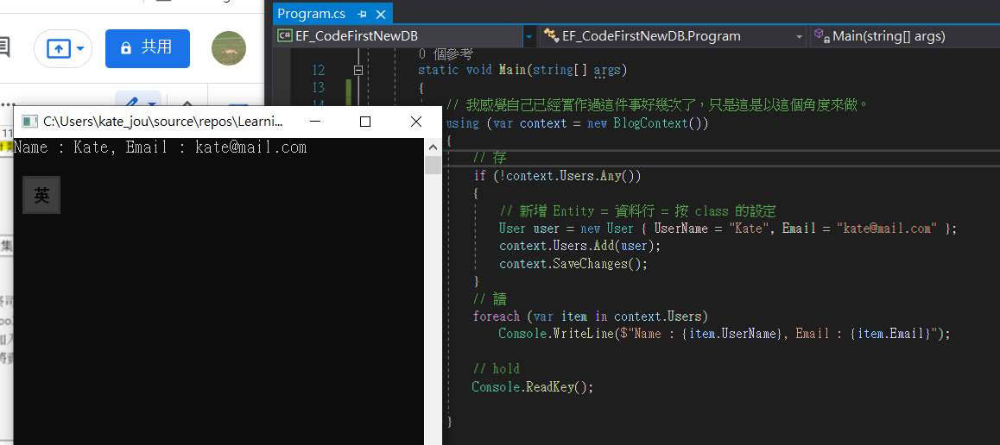 共用
Program.cs
C# EF_CodeFirstNewDB
EF_CodeFirstNewDB.Program
Main(string[] args)
0 個參考
12 static void Main(string[] args)
13 {
14 // 我感覺自己已經實作過這件事好幾次了，只是這是以這個角度來做。
using (var context = new BlogContext())
{
// 存
if (!context.Users.Any())
{
// 新增 Entity = 資料行 = 按 class 的設定
User user = new User { UserName = "Kate", Email = "kate@mail.com" };
context.Users.Add(user);
context.SaveChanges();
}
// 讀
foreach (var item in context.Users)
Console.WriteLine($"Name : {item.UserName}, Email : {item.Email}");
// hold
Console.ReadKey();
}
C:\Users\kate_jou\source\repos\Learni...
Name : Kate, Email : kate@mail.com
英
11